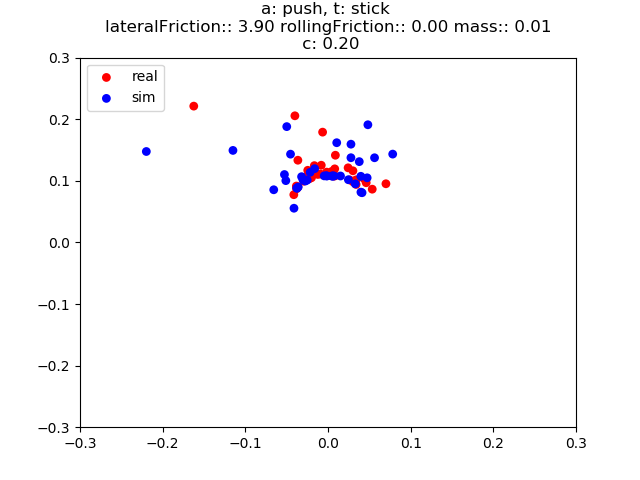 a: push, t: stick
lateralFriction:: 3.90 rollingFriction:: 0.00 mass:: 0.01
c: 0.20
real
sim
0.3
0.2
0.1
0.0
−0.1
−0.2
−0.3
−0.3 −0.2 −0.1 0.0 0.1 0.2 0.3